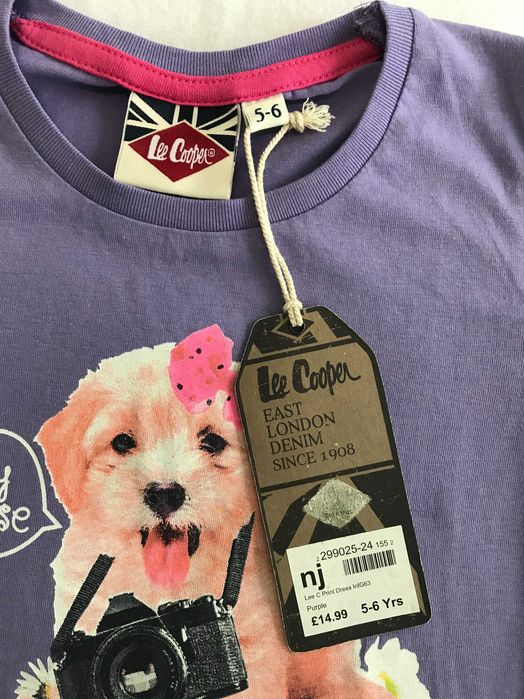 Lee Cooper®
5-6
Lee Cooper
EAST
LONDON
DENIM
SINCE 1908
2 299025-24 155 2
nj
Lee C Print Dress InfG63
Purple
£14.99 5-6 Yrs